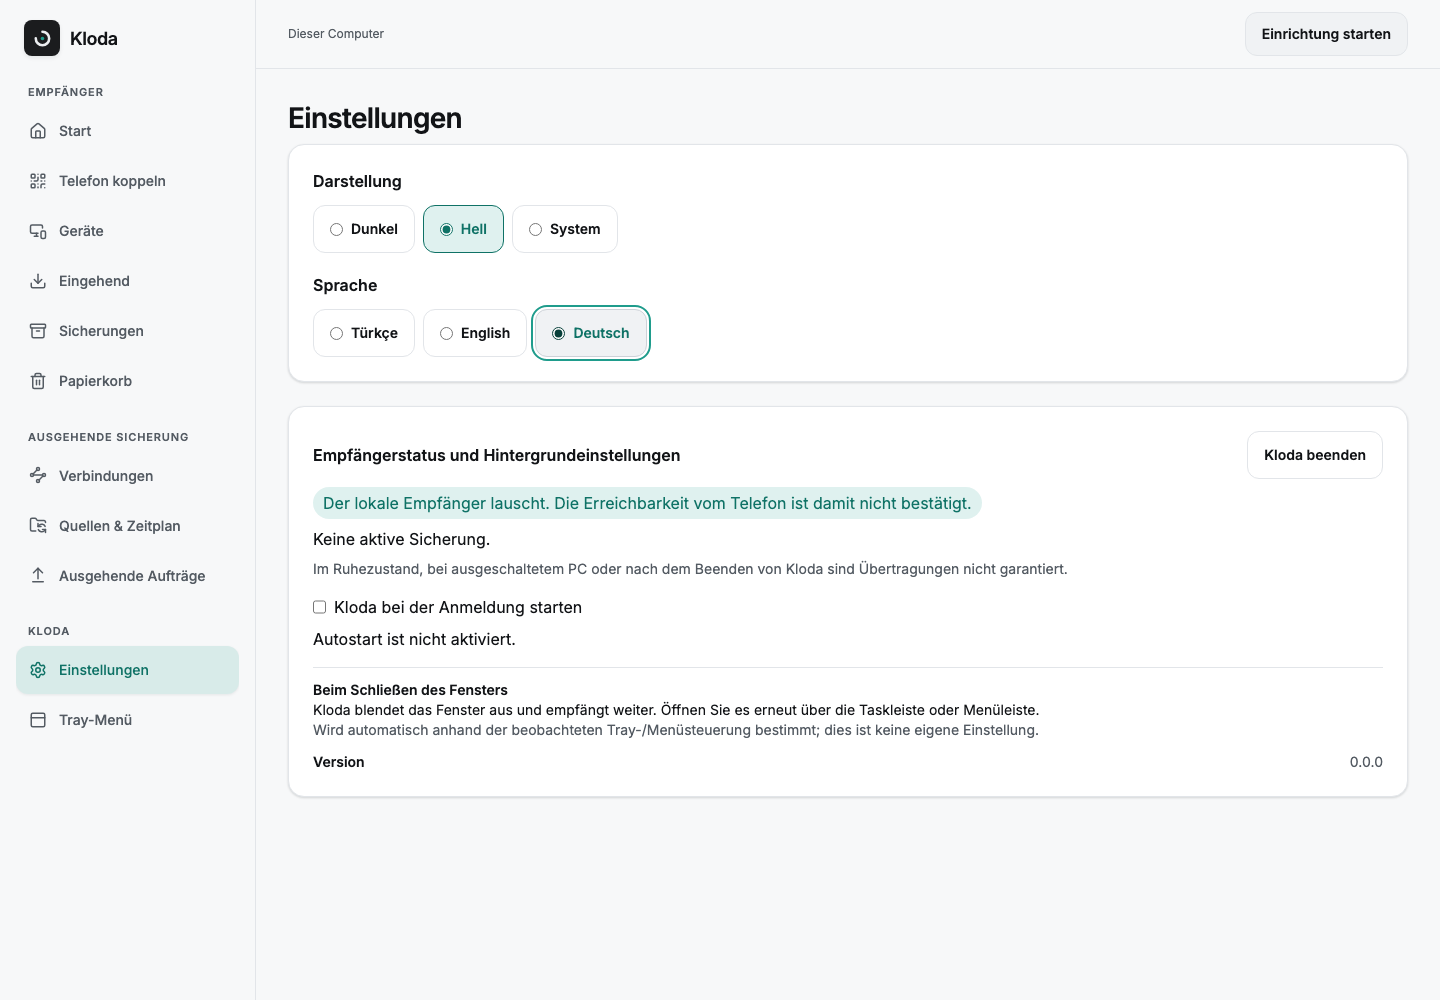 Kloda
EMPFÄNGER
Start
Telefon koppeln
Geräte
Eingehend
Sicherungen
Papierkorb
AUSGEHENDE SICHERUNG
Verbindungen
Quellen & Zeitplan
Ausgehende Aufträge
KLODA
Einstellungen
Tray-Menü
Dieser Computer
Einrichtung starten
Einstellungen
Darstellung
Dunkel
Hell
System
Sprache
Türkçe
English
Deutsch
Empfängerstatus und Hintergrundeinstellungen
Kloda beenden
Der lokale Empfänger lauscht. Die Erreichbarkeit vom Telefon ist damit nicht bestätigt.
Keine aktive Sicherung.
Im Ruhezustand, bei ausgeschaltetem PC oder nach dem Beenden von Kloda sind Übertragungen nicht garantiert.
Kloda bei der Anmeldung starten
Autostart ist nicht aktiviert.
Beim Schließen des Fensters
Kloda blendet das Fenster aus und empfängt weiter. Öffnen Sie es erneut über die Taskleiste oder Menüleiste.
Wird automatisch anhand der beobachteten Tray-/Menüsteuerung bestimmt; dies ist keine eigene Einstellung.
Version
0.0.0